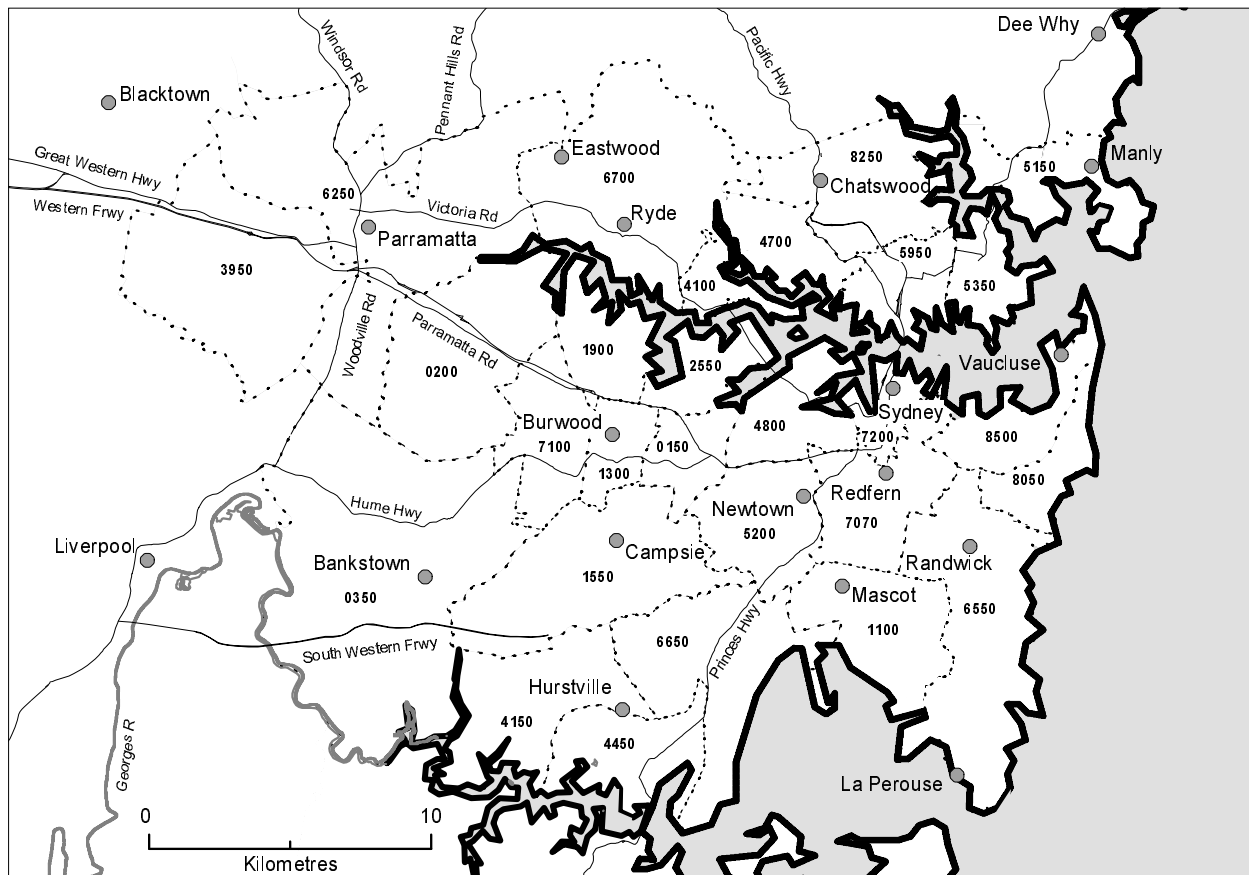 Dee Why
Windsor Rd
Pennant Hills Rd
Pacific Hwy
Blacktown
Eastwood
6700
8250
Chatswood
5150
Manly
Great Western Hwy
Western Frwy
6250
Victoria Rd
Ryde
Parramatta
4700
5950
3950
4100
5350
Woodville Rd
Parramatta Rd
1900
2550
0200
Vaucluse
Sydney
Burwood
7100
0150
4800
7200
8500
1300
8050
Hume Hwy
Newtown
5200
Redfern
7070
Liverpool
Bankstown
0350
Campsie
1550
Randwick
6550
Mascot
1100
South Western Frwy
6650
Princes Hwy
Hurstville
4150
4450
Georges R
La Perouse
0
10
Kilometres